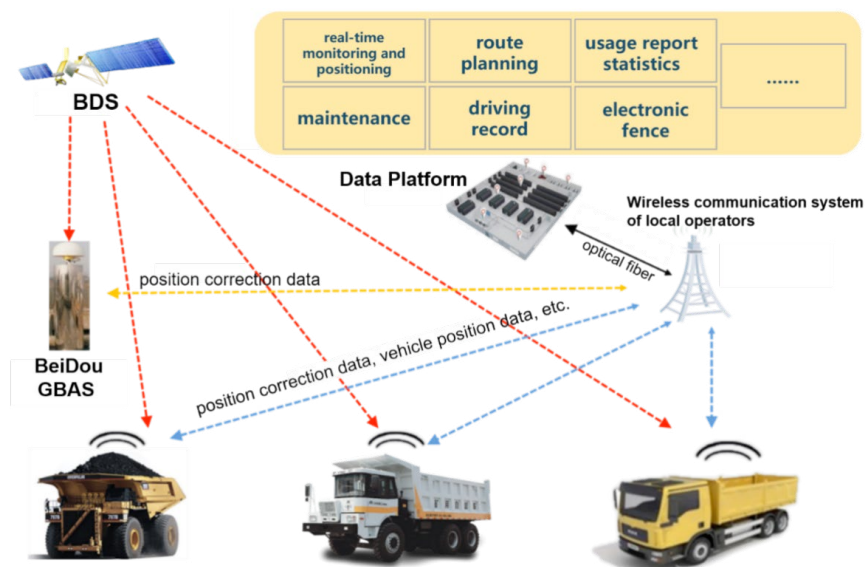 real-time
monitoring and
positioning
route
planning
usage report
statistics
......
maintenance
driving
record
electronic
fence
BDS
Data Platform
Wireless communication system
of local operators
optical fiber
position correction data
position correction data, vehicle position data, etc.
BeiDou
GBAS